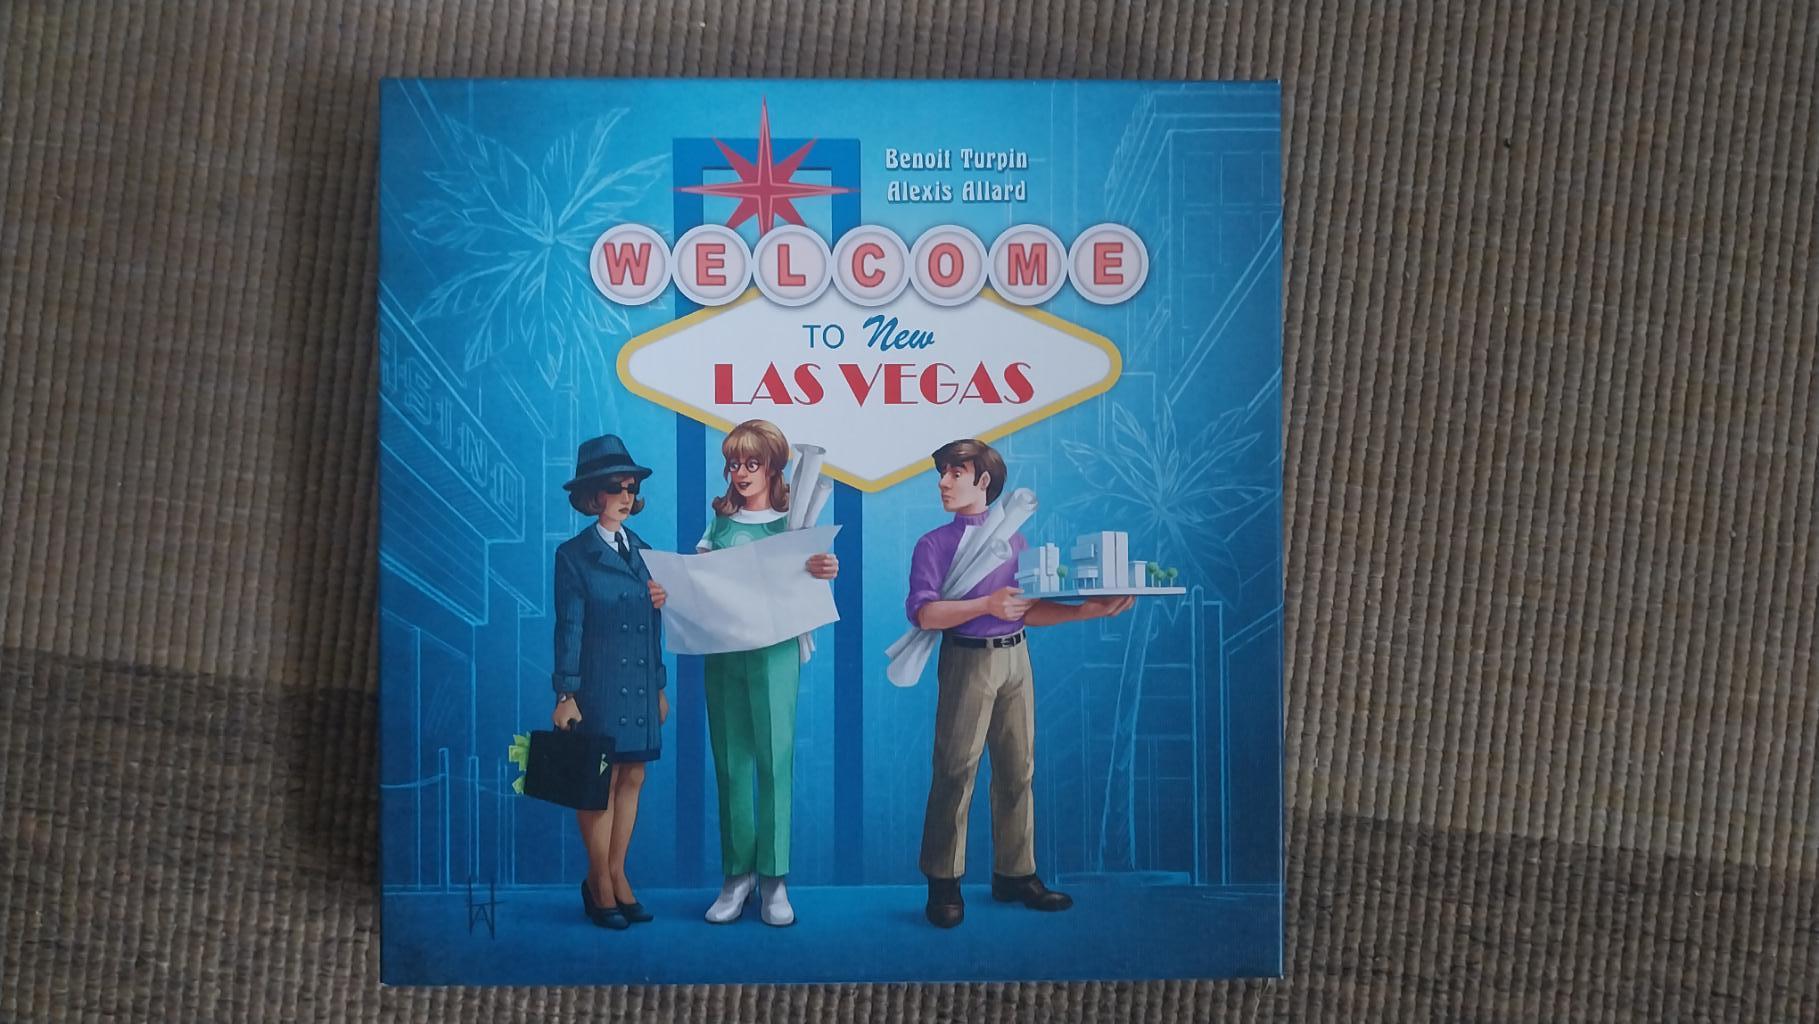 Benoit Turpin
Alexis Allard
WELCOME
TO New
LAS VEGAS